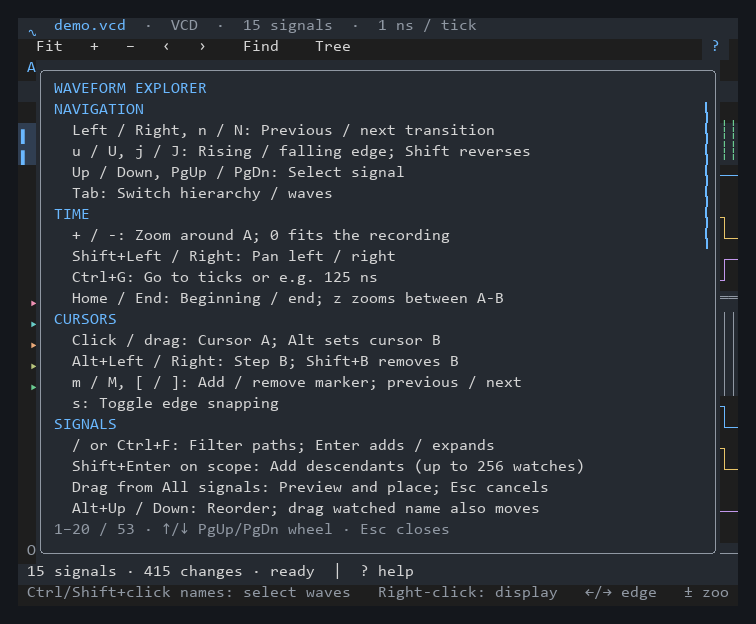 demo.vcd · VCD · 15 signals · 1 ns / tick
Fit + − ‹ › Find Tree ?
A
WAVEFORM EXPLORER
NAVIGATION
Left / Right, n / N: Previous / next transition
u / U, j / J: Rising / falling edge; Shift reverses
Up / Down, PgUp / PgDn: Select signal
Tab: Switch hierarchy / waves
TIME
+ / -: Zoom around A; 0 fits the recording
Shift+Left / Right: Pan left / right
Ctrl+G: Go to ticks or e.g. 125 ns
Home / End: Beginning / end; z zooms between A-B
CURSORS
Click / drag: Cursor A; Alt sets cursor B
Alt+Left / Right: Step B; Shift+B removes B
m / M, [ / ]: Add / remove marker; previous / next
s: Toggle edge snapping
SIGNALS
/ or Ctrl+F: Filter paths; Enter adds / expands
Shift+Enter on scope: Add descendants (up to 256 watches)
Drag from All signals: Preview and place; Esc cancels
Alt+Up / Down: Reorder; drag watched name also moves
1–20 / 53 · ↑/↓ PgUp/PgDn wheel · Esc closes
O
15 signals · 415 changes · ready │ ? help
Ctrl/Shift+click names: select waves Right-click: display ←/→ edge ± zoo